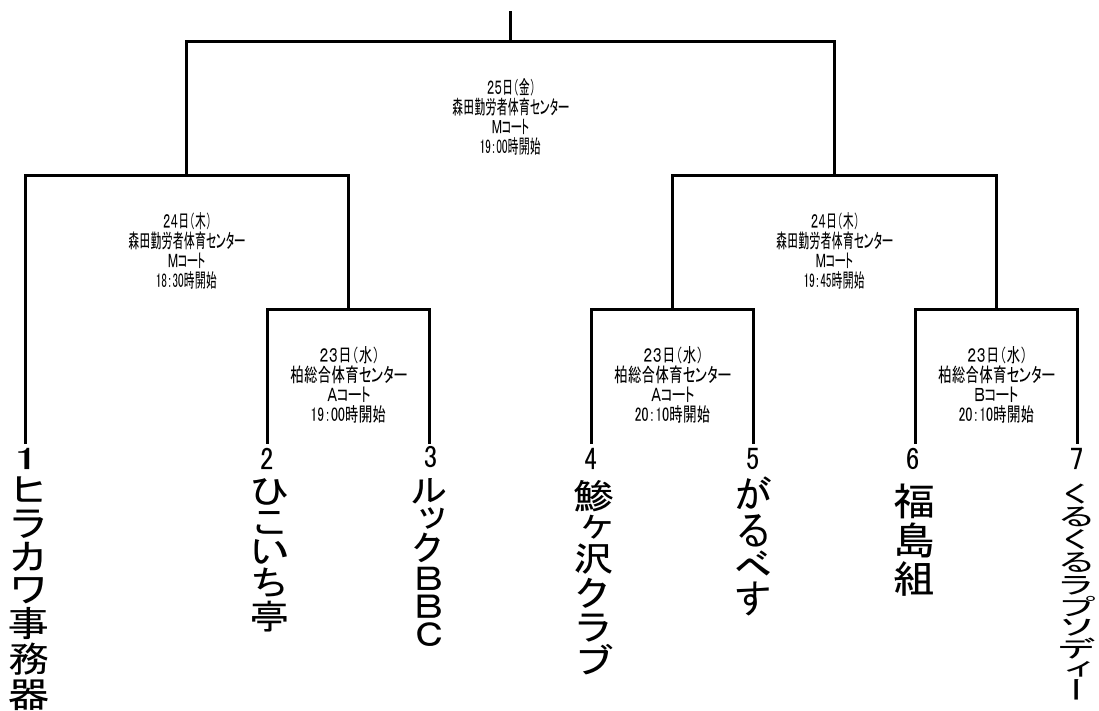 25日(金)
森田勤労者体育センター
Mコート
19:00時開始
24日(木)
森田勤労者体育センター
Mコート
18:30時開始
24日(木)
森田勤労者体育センター
Mコート
19:45時開始
23日(水)
柏総合体育センター
Aコート
19:00時開始
23日(水)
柏総合体育センター
Aコート
20:10時開始
23日(水)
柏総合体育センター
Bコート
20:10時開始
1
ヒラカワ事務器
2
ひこいち亭
3
ルックBBC
4
鯵ヶ沢クラブ
5
がるべす
6
福島組
7
くるくるラプソディー